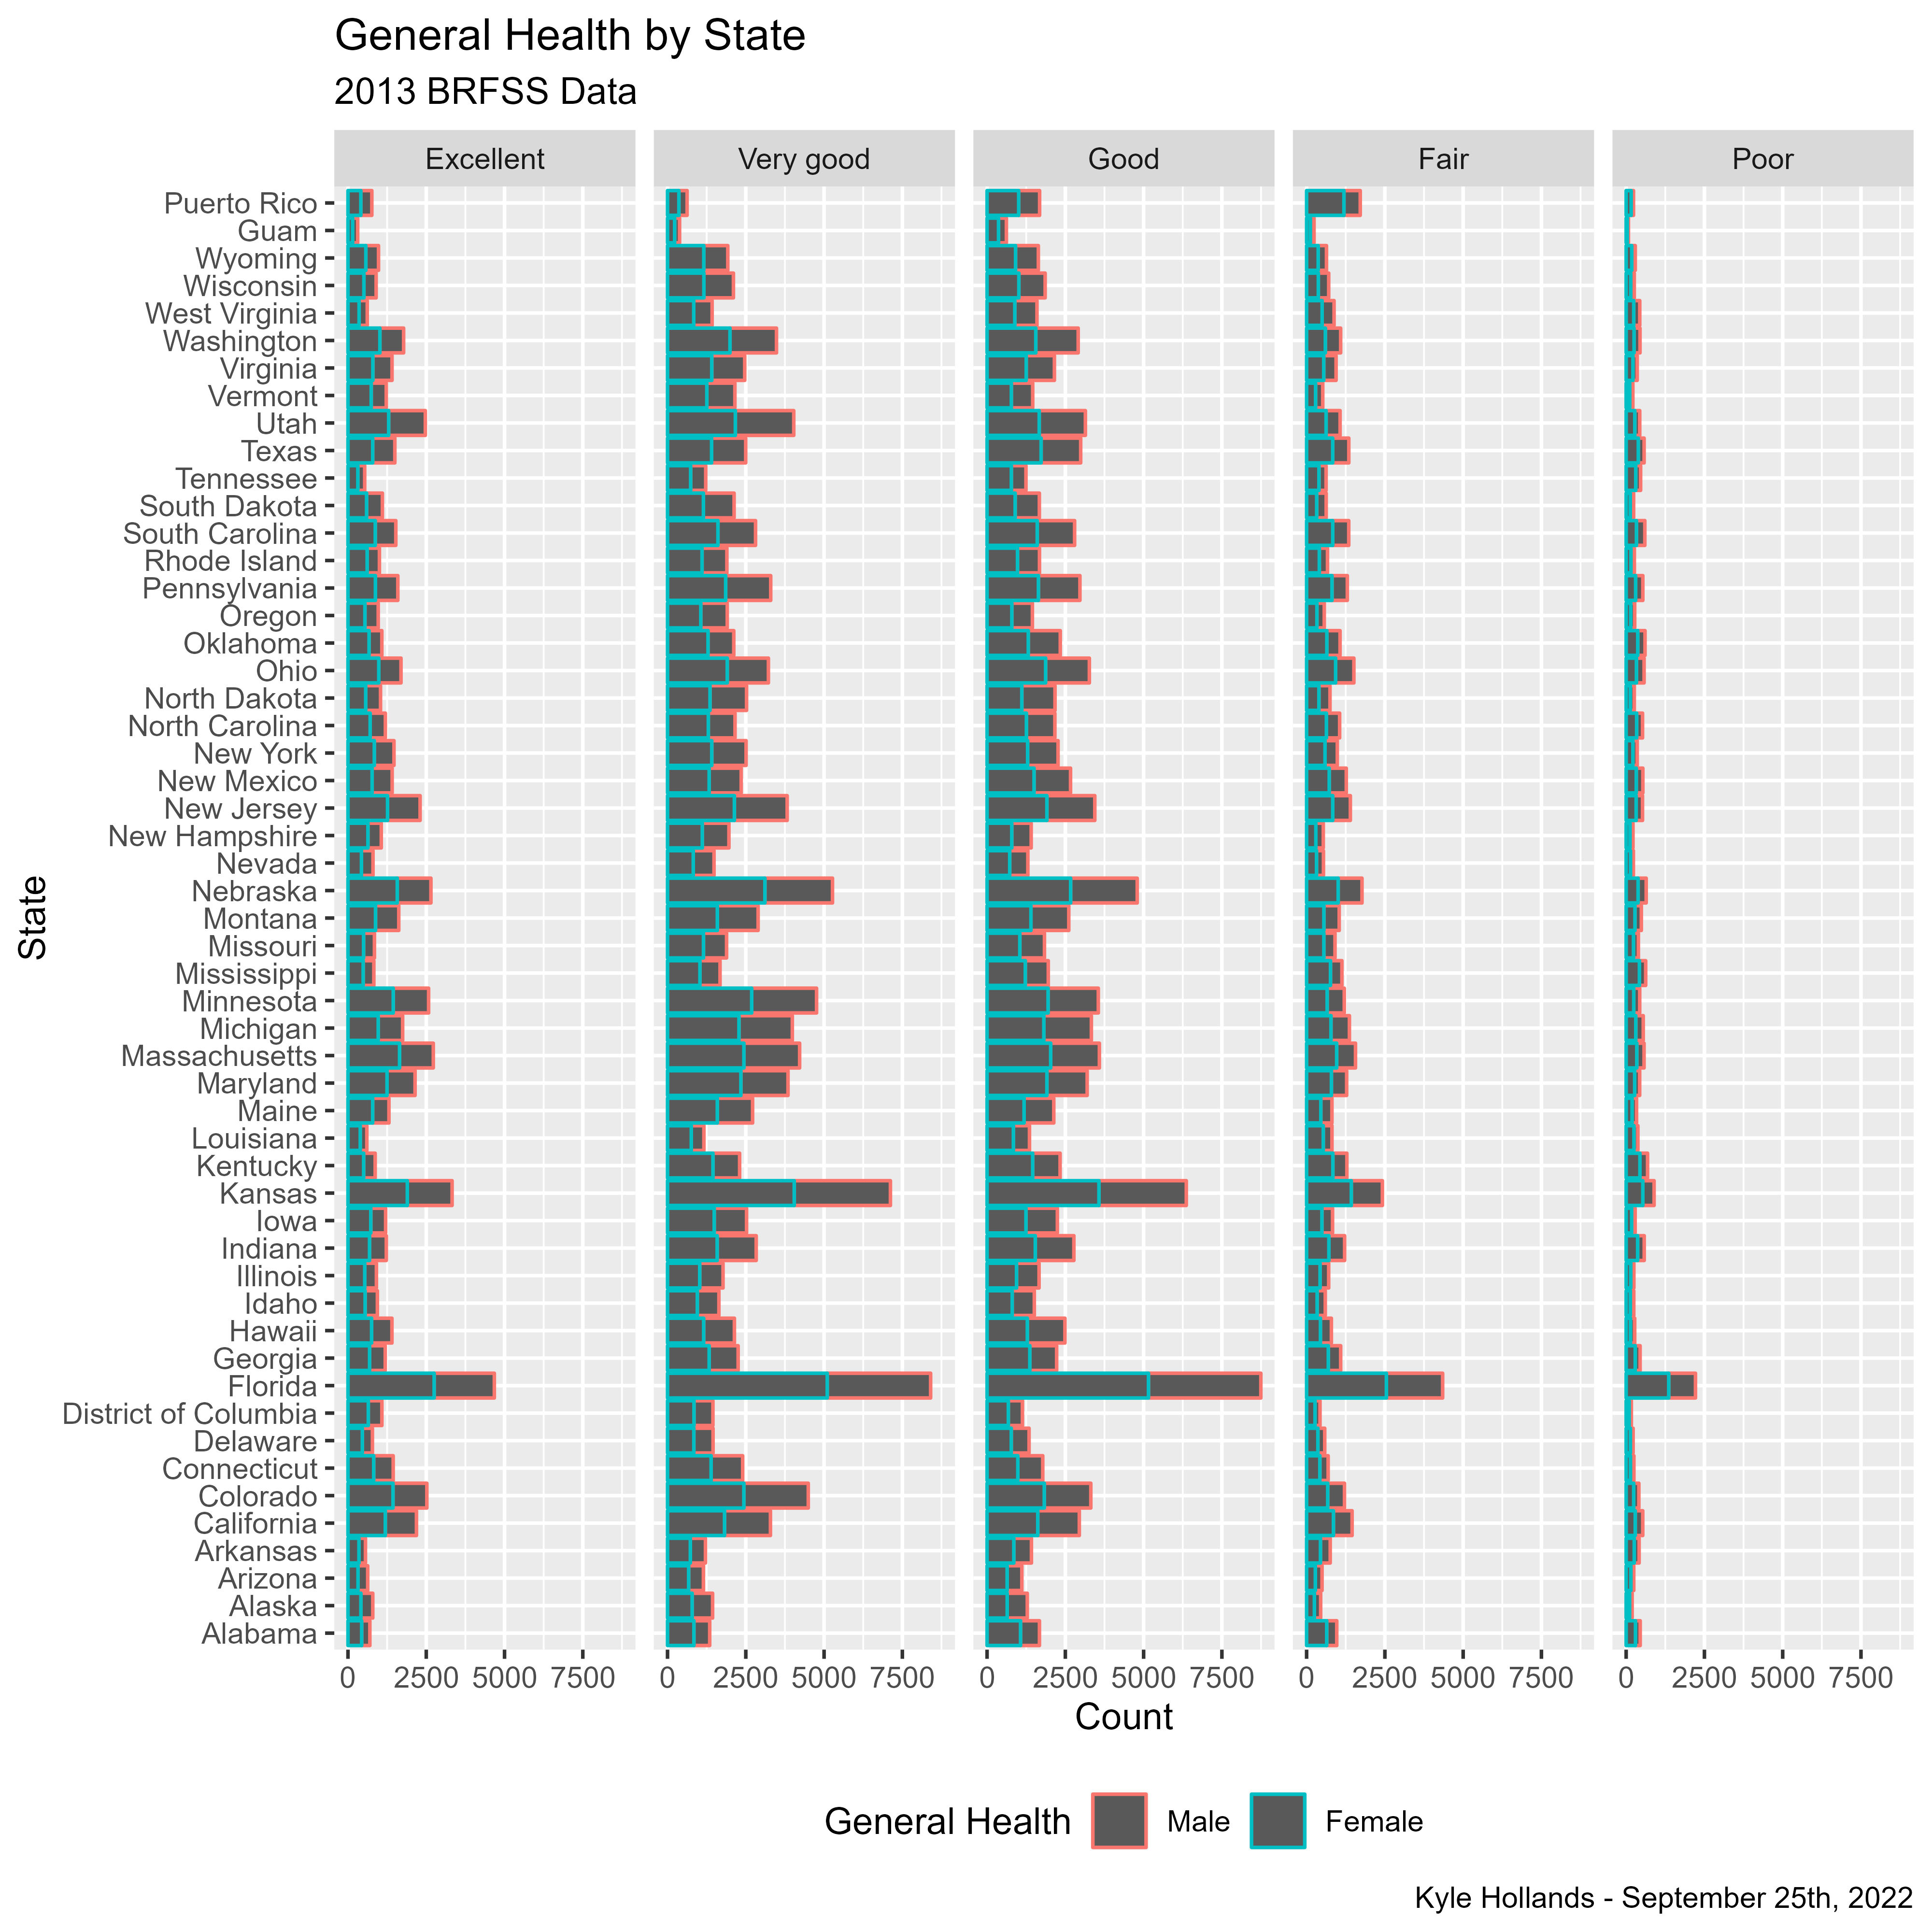 General Health by State
2013 BRFSS Data
Excellent Very good Good Fair Poor
State
Puerto Rico
Guam
Wyoming
Wisconsin
West Virginia
Washington
Virginia
Vermont
Utah
Texas
Tennessee
South Dakota
South Carolina
Rhode Island
Pennsylvania
Oregon
Oklahoma
Ohio
North Dakota
North Carolina
New York
New Mexico
New Jersey
New Hampshire
Nevada
Nebraska
Montana
Missouri
Mississippi
Minnesota
Michigan
Massachusetts
Maryland
Maine
Louisiana
Kentucky
Kansas
Iowa
Indiana
Illinois
Idaho
Hawaii
Georgia
Florida
District of Columbia
Delaware
Connecticut
Colorado
California
Arkansas
Arizona
Alaska
Alabama
0 2500 5000 7500 0 2500 5000 7500 0 2500 5000 7500 0 2500 5000 7500 0 2500 5000 7500
Count
General Health Male Female
Kyle Hollands - September 25th, 2022